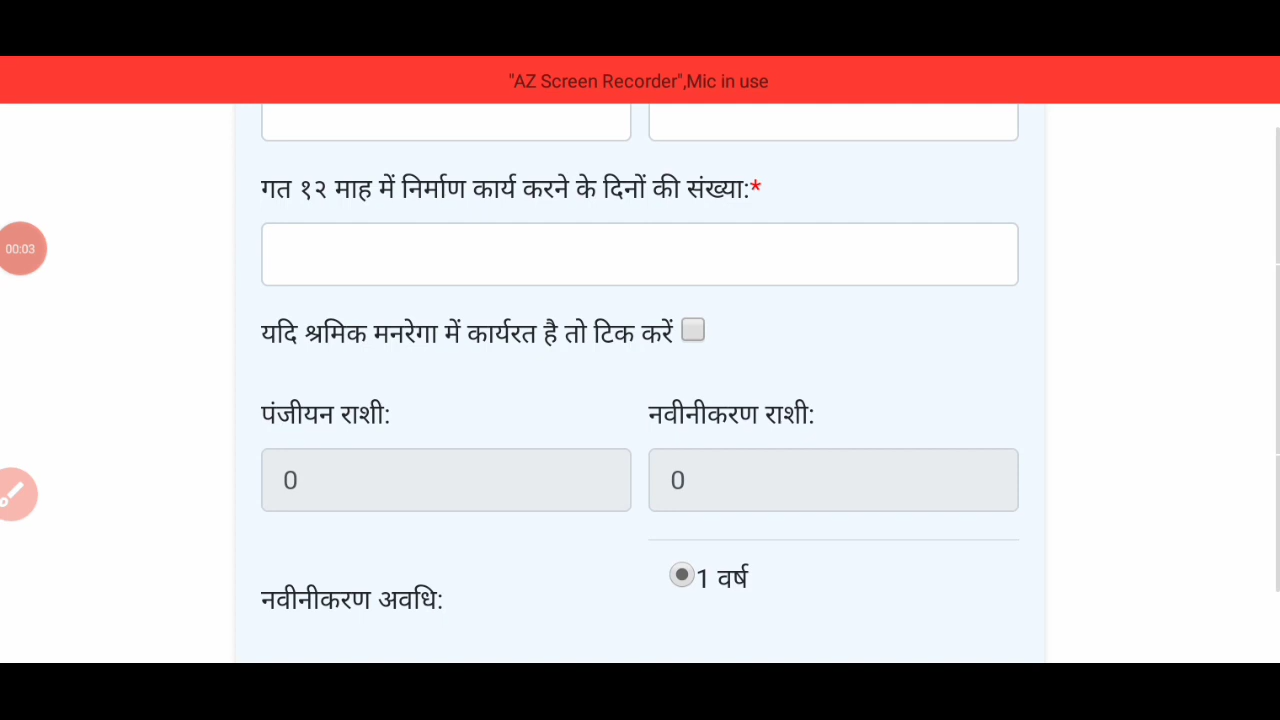 "AZ Screen Recorder",Mic in use
गत १२ माह में निर्माण कार्य करने के दिनों की संख्या:*
00:03
यदि श्रमिक मनरेगा में कार्यरत है तो टिक करें
पंजीयन राशी:
नवीनीकरण राशी:
0
0
1 वर्ष
नवीनीकरण अवधि: